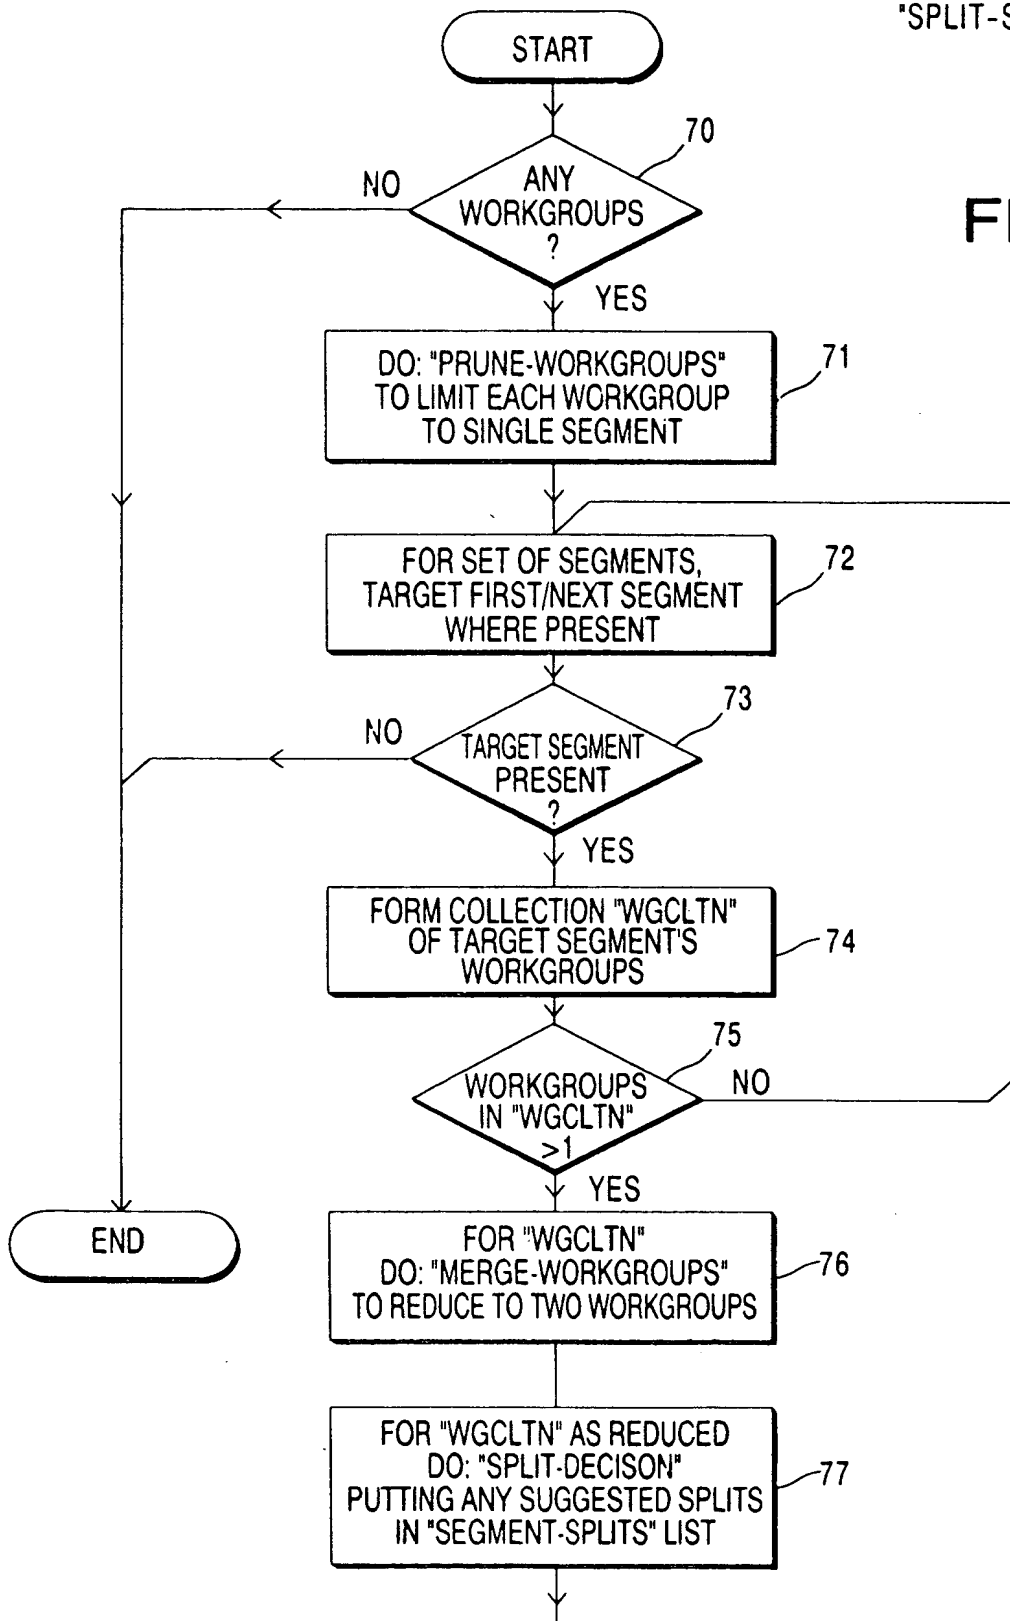 "SPLIT-S
START
70
ANY
WORKGROUPS
?
NO
YES
FI
71
DO: "PRUNE-WORKGROUPS"
TO LIMIT EACH WORKGROUP
TO SINGLE SEGMENT
72
FOR SET OF SEGMENTS,
TARGET FIRST/NEXT SEGMENT
WHERE PRESENT
73
NO
TARGET SEGMENT
PRESENT
?
YES
FORM COLLECTION "WGCLTN"
OF TARGET SEGMENT'S
WORKGROUPS
74
75
WORKGROUPS
IN "WGCLTN"
>1
NO
YES
END
FOR "WGCLTN"
DO: "MERGE-WORKGROUPS"
TO REDUCE TO TWO WORKGROUPS
76
FOR "WGCLTN" AS REDUCED
DO: "SPLIT-DECISON"
PUTTING ANY SUGGESTED SPLITS
IN "SEGMENT-SPLITS" LIST
77